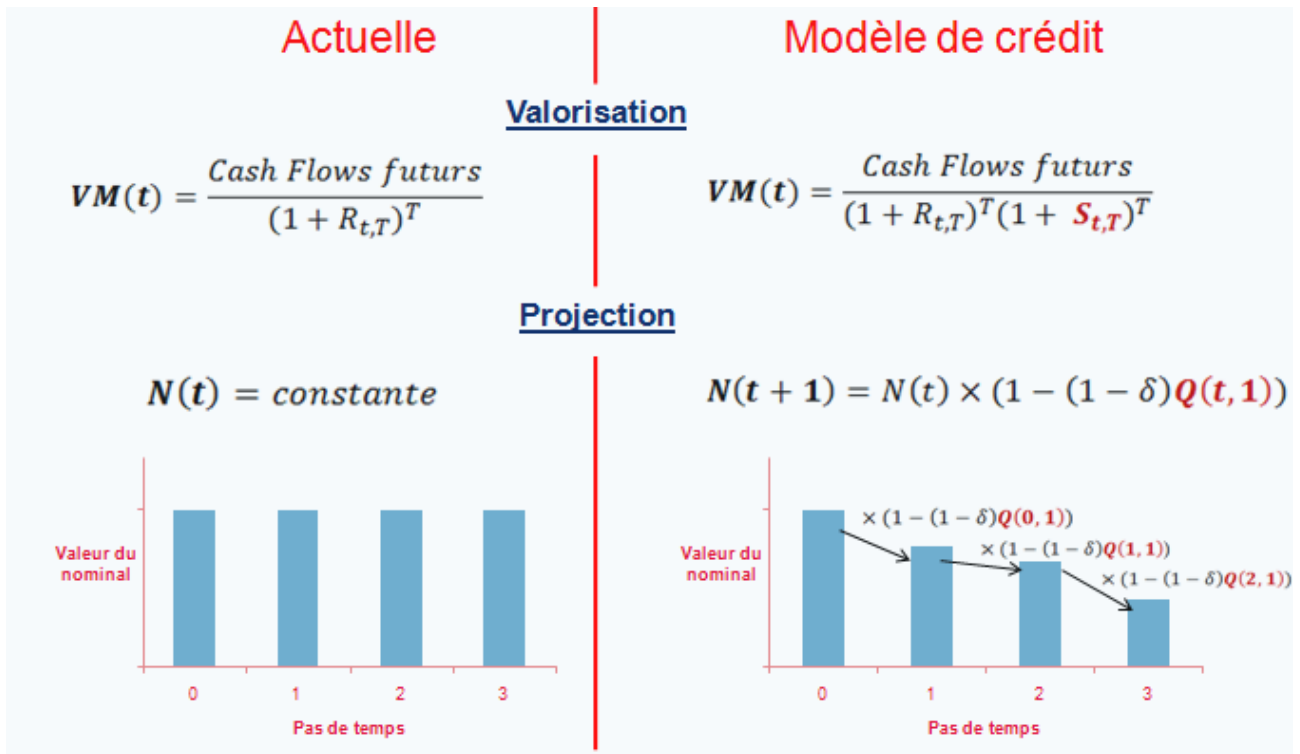 Actuelle
Modèle de crédit
Valorisation
VM(t) = Cash Flows futurs / (1 + R_{t,T})^T
VM(t) = Cash Flows futurs / (1 + R_{t,T})^T (1 + S_{t,T})^T
Projection
N(t) = constante
N(t + 1) = N(t) × (1 − (1 − δ)Q(t, 1))
Valeur du
nominal
0 1 2 3
Pas de temps
× (1 − (1 − δ)Q(0, 1))
× (1 − (1 − δ)Q(1, 1))
× (1 − (1 − δ)Q(2, 1))
Valeur du
nominal
0 1 2 3
Pas de temps